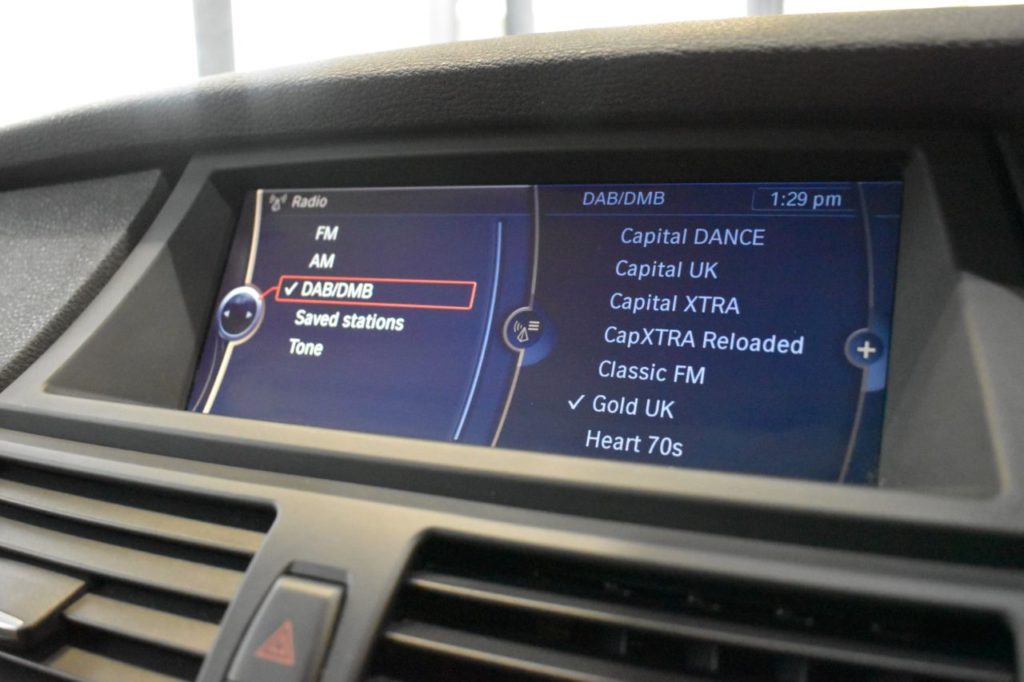 Radio
FM
AM
✓ DAB/DMB
Saved stations
Tone
DAB/DMB
1:29 pm
Capital DANCE
Capital UK
Capital XTRA
CapXTRA Reloaded
Classic FM
✓ Gold UK
Heart 70s